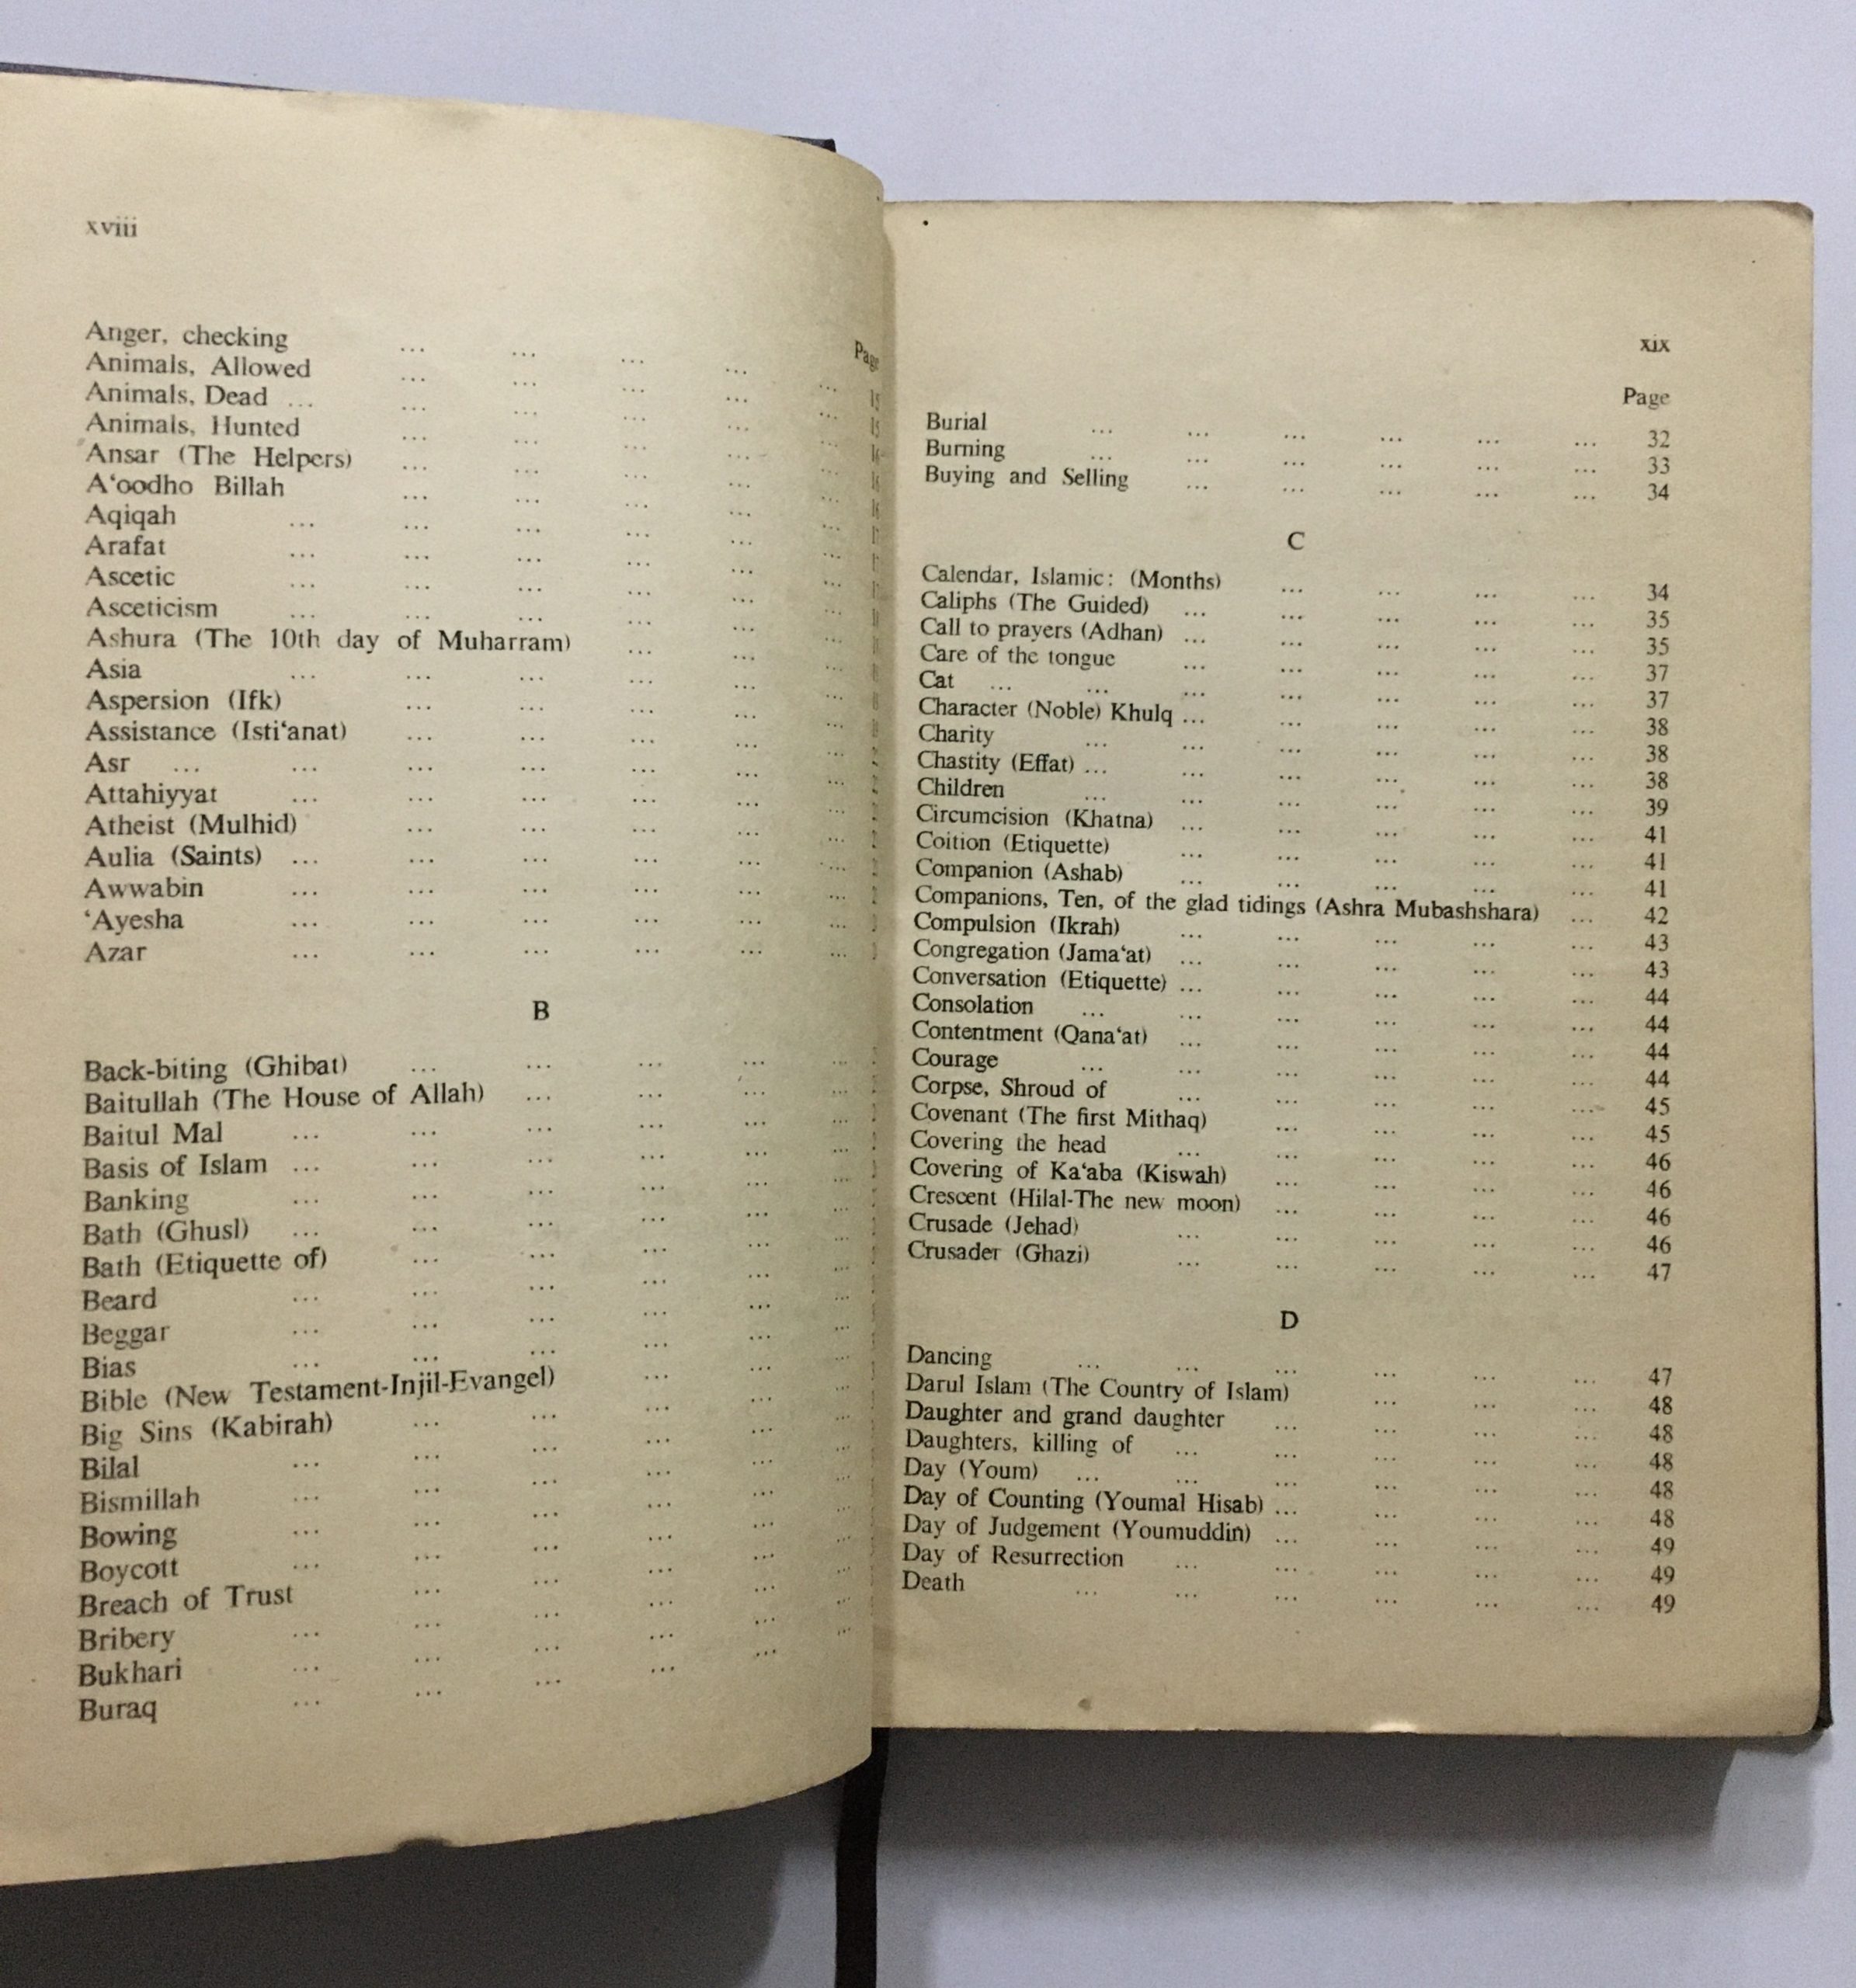 xviii
Page
Anger, checking ... ... ... ... ... 15
Animals, Allowed ... ... ... ... ... 15
Animals, Dead ... ... ... ... ... ... 16
Animals, Hunted ... ... ... ... ... 16
Ansar (The Helpers) ... ... ... ... ... 16
A‘oodho Billah ... ... ... ... ...
Aqiqah ... ... ... ... ... ...
Arafat ... ... ... ... ... ...
Ascetic ... ... ... ... ... ...
Asceticism ... ... ... ... ... ...
Ashura (The 10th day of Muharram) ... ... ...
Asia ... ... ... ... ... ...
Aspersion (Ifk) ... ... ... ... ...
Assistance (Isti‘anat) ... ... ... ... ...
Asr ... ... ... ... ... ... ...
Attahiyyat ... ... ... ... ... ...
Atheist (Mulhid) ... ... ... ... ...
Aulia (Saints) ... ... ... ... ... ...
Awwabin ... ... ... ... ... ...
‘Ayesha ... ... ... ... ... ...
Azar ... ... ... ... ... ...
B
Back-biting (Ghibat) ... ... ... ... ...
Baitullah (The House of Allah) ... ... ... ...
Baitul Mal ... ... ... ... ... ...
Basis of Islam ... ... ... ... ... ...
Banking ... ... ... ... ... ...
Bath (Ghusl) ... ... ... ... ... ...
Bath (Etiquette of) ... ... ... ... ...
Beard ... ... ... ... ... ...
Beggar ... ... ... ... ... ...
Bias ... ... ... ... ... ...
Bible (New Testament-Injil-Evangel) ... ... ...
Big Sins (Kabirah) ... ... ... ... ...
Bilal ... ... ... ... ... ...
Bismillah ... ... ... ... ... ...
Bowing ... ... ... ... ... ...
Boycott ... ... ... ... ... ...
Breach of Trust ... ... ... ... ...
Bribery ... ... ... ... ... ...
Bukhari ... ... ... ... ... ...
Buraq ... ... ... ... ...
xix
Page
Burial ... ... ... ... ... ... 32
Burning ... ... ... ... ... ... 33
Buying and Selling ... ... ... ... ... 34
C
Calendar, Islamic: (Months) ... ... ... ... 34
Caliphs (The Guided) ... ... ... ... ... 35
Call to prayers (Adhan) ... ... ... ... ... 35
Care of the tongue ... ... ... ... ... 37
Cat ... ... ... ... ... ... ... 37
Character (Noble) Khulq ... ... ... ... ... 38
Charity ... ... ... ... ... ... 38
Chastity (Effat) ... ... ... ... ... ... 38
Children ... ... ... ... ... ... 39
Circumcision (Khatna) ... ... ... ... ... 41
Coition (Etiquette) ... ... ... ... ... 41
Companion (Ashab) ... ... ... ... ... 41
Companions, Ten, of the glad tidings (Ashra Mubashshara) ... 42
Compulsion (Ikrah) ... ... ... ... ... 43
Congregation (Jama‘at) ... ... ... ... ... 43
Conversation (Etiquette) ... ... ... ... ... 44
Consolation ... ... ... ... ... ... 44
Contentment (Qana‘at) ... ... ... ... ... 44
Courage ... ... ... ... ... ... 44
Corpse, Shroud of ... ... ... ... ... 45
Covenant (The first Mithaq) ... ... ... ... 45
Covering the head ... ... ... ... ... 46
Covering of Ka‘aba (Kiswah) ... ... ... ... 46
Crescent (Hilal-The new moon) ... ... ... ... 46
Crusade (Jehad) ... ... ... ... ... 46
Crusader (Ghazi) ... ... ... ... ... 47
D
Dancing ... ... ... ... ... ... 47
Darul Islam (The Country of Islam) ... ... ... 48
Daughter and grand daughter ... ... ... ... 48
Daughters, killing of ... ... ... ... ... 48
Day (Youm) ... ... ... ... ... ... 48
Day of Counting (Youmal Hisab) ... ... ... ... 48
Day of Judgement (Youmuddin) ... ... ... ... 49
Day of Resurrection ... ... ... ... ... 49
Death ... ... ... ... ... ... 49